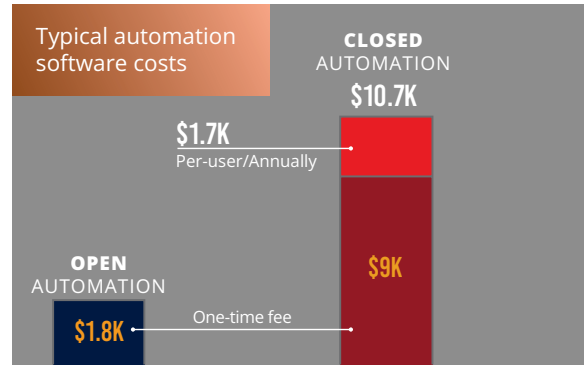 Typical automation
software costs
CLOSED
AUTOMATION
$10.7K
$1.7K
Per-user/Annually
$9K
OPEN
AUTOMATION
$1.8K
One-time fee